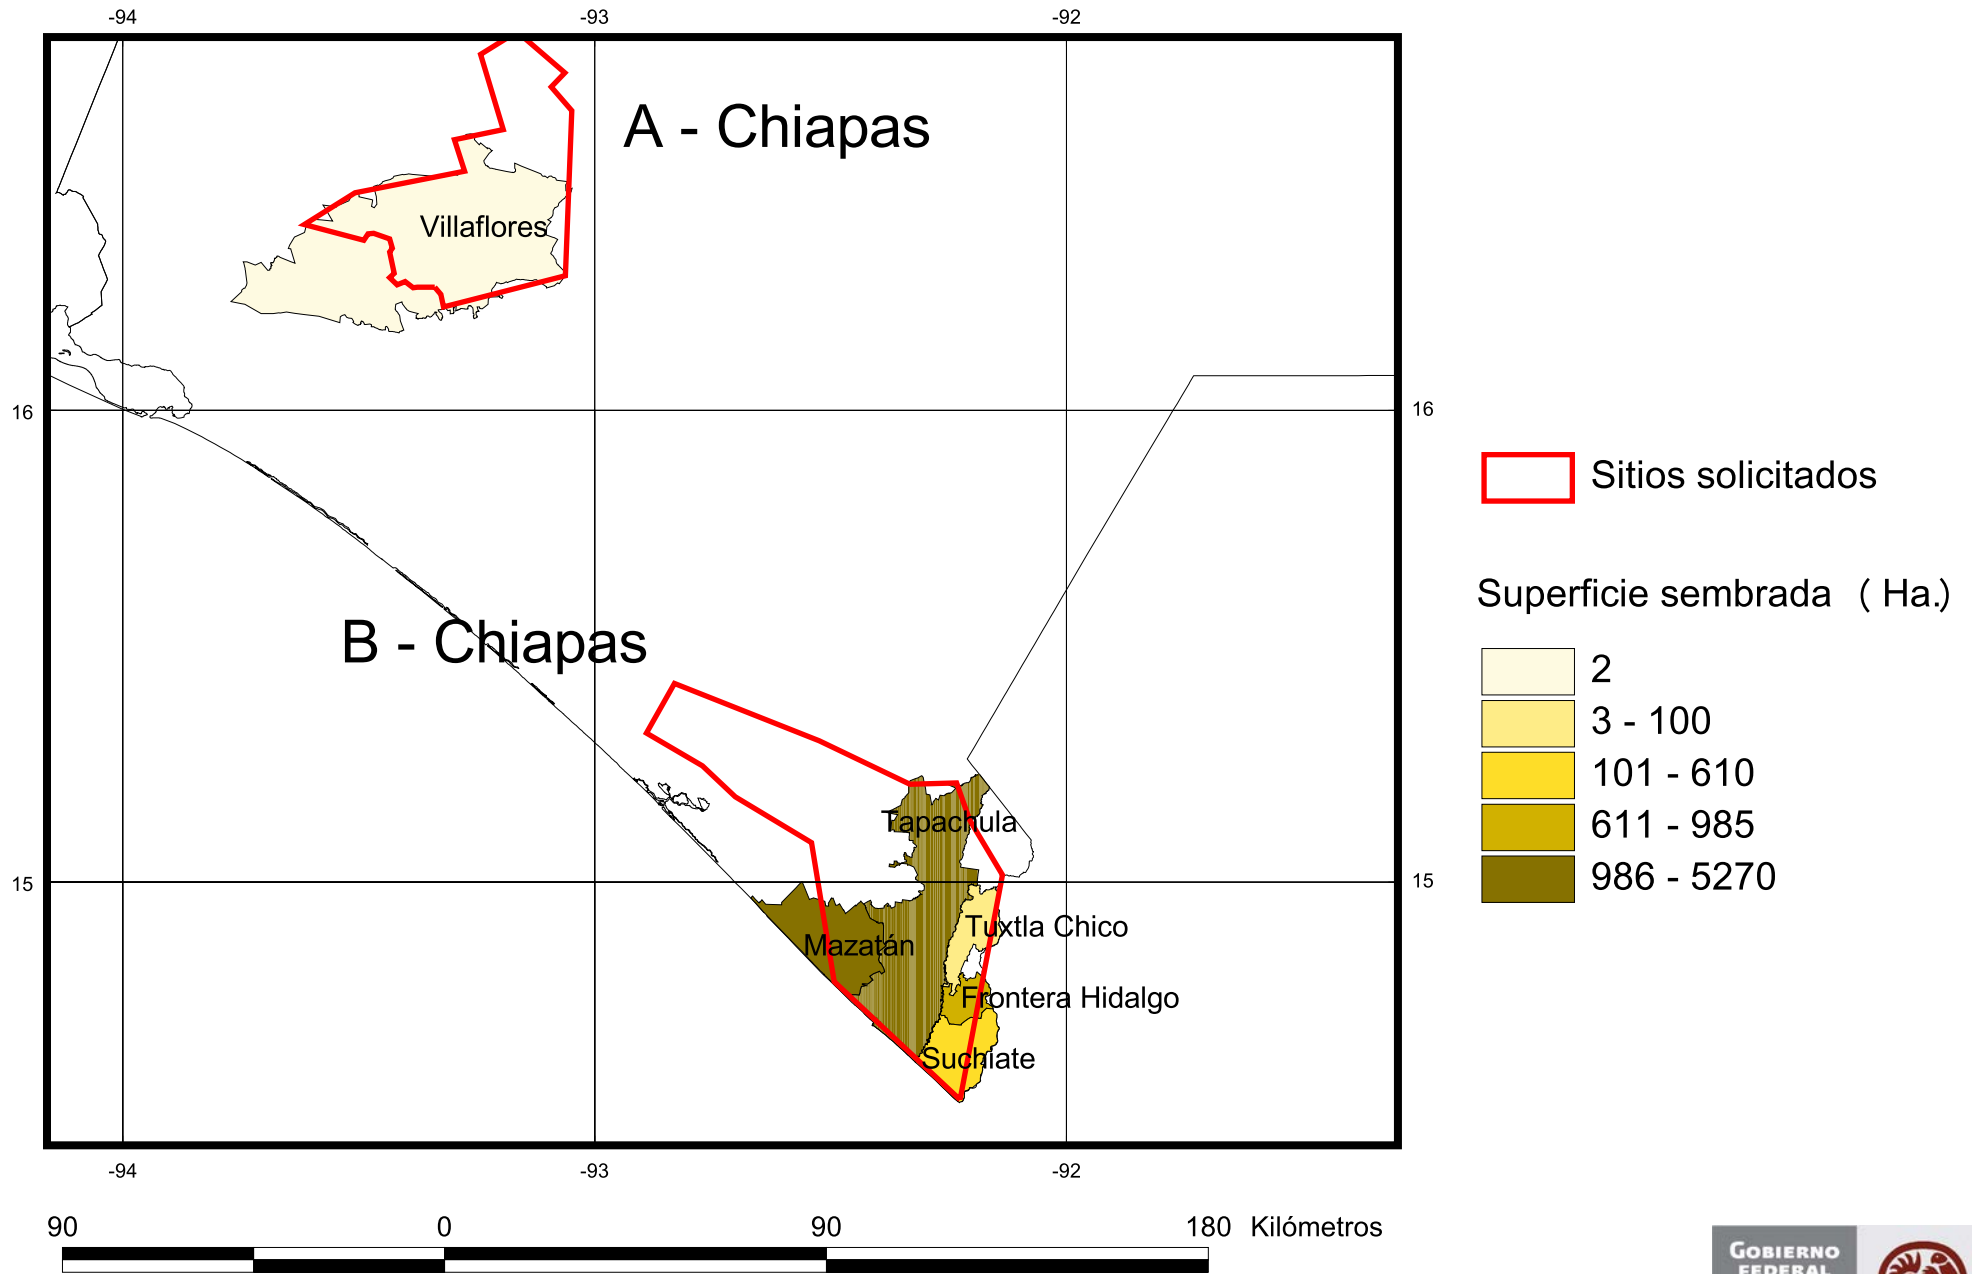 -94 -93 -92
A - Chiapas
Villaflores
16 16
Sitios solicitados
Superficie sembrada ( Ha.)
B - Chiapas
2
3 - 100
101 - 610
611 - 985
986 - 5270
Tapachula
15 15
Tuxtla Chico
Mazatán
Frontera Hidalgo
Suchiate
-94 -93 -92
90 0 90 180 Kilómetros
GOBIERNO
FEDERAL